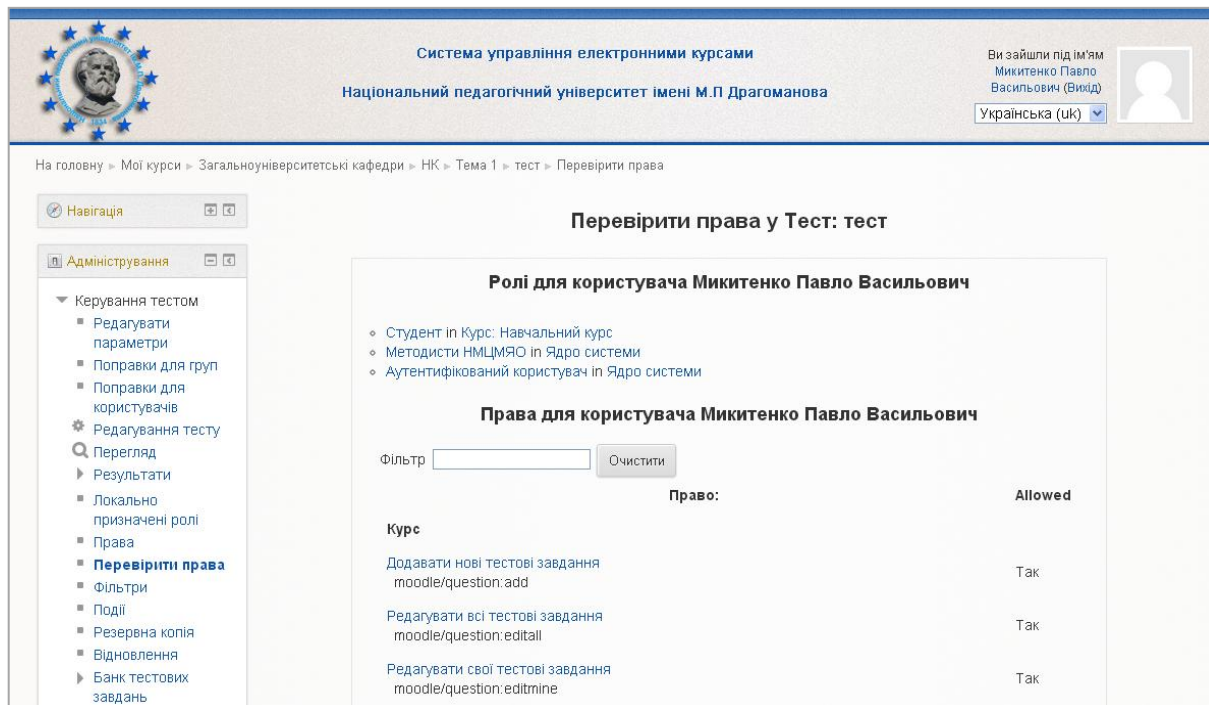 Система управління електронними курсами
Національний педагогічний університет імені М.П Драгоманова
Ви зайшли під ім'ям
Микитенко Павло
Васильович (Вихід)
Українська (uk)
На головну ► Мої курси ► Загальноуніверситетські кафедри ► НК ► Тема 1 ► тест ► Перевірити права
Навігація
Адміністрування
Керування тестом
Редагувати
параметри
Поправки для груп
Поправки для
користувачів
Редагування тесту
Перегляд
Результати
Локально
призначені ролі
Права
Перевірити права
Фільтри
Події
Резервна копія
Відновлення
Банк тестових
завдань
Перевірити права у Тест: тест
Ролі для користувача Микитенко Павло Васильович
Студент in Курс: Навчальний курс
Методисти НМЦМЯО in Ядро системи
Аутентифікований користувач in Ядро системи
Права для користувача Микитенко Павло Васильович
Фільтр Очистити
Право: Allowed
Курс
Додавати нові тестові завдання
moodle/question:add Так
Редагувати всі тестові завдання
moodle/question:editall Так
Редагувати свої тестові завдання
moodle/question:editmine Так